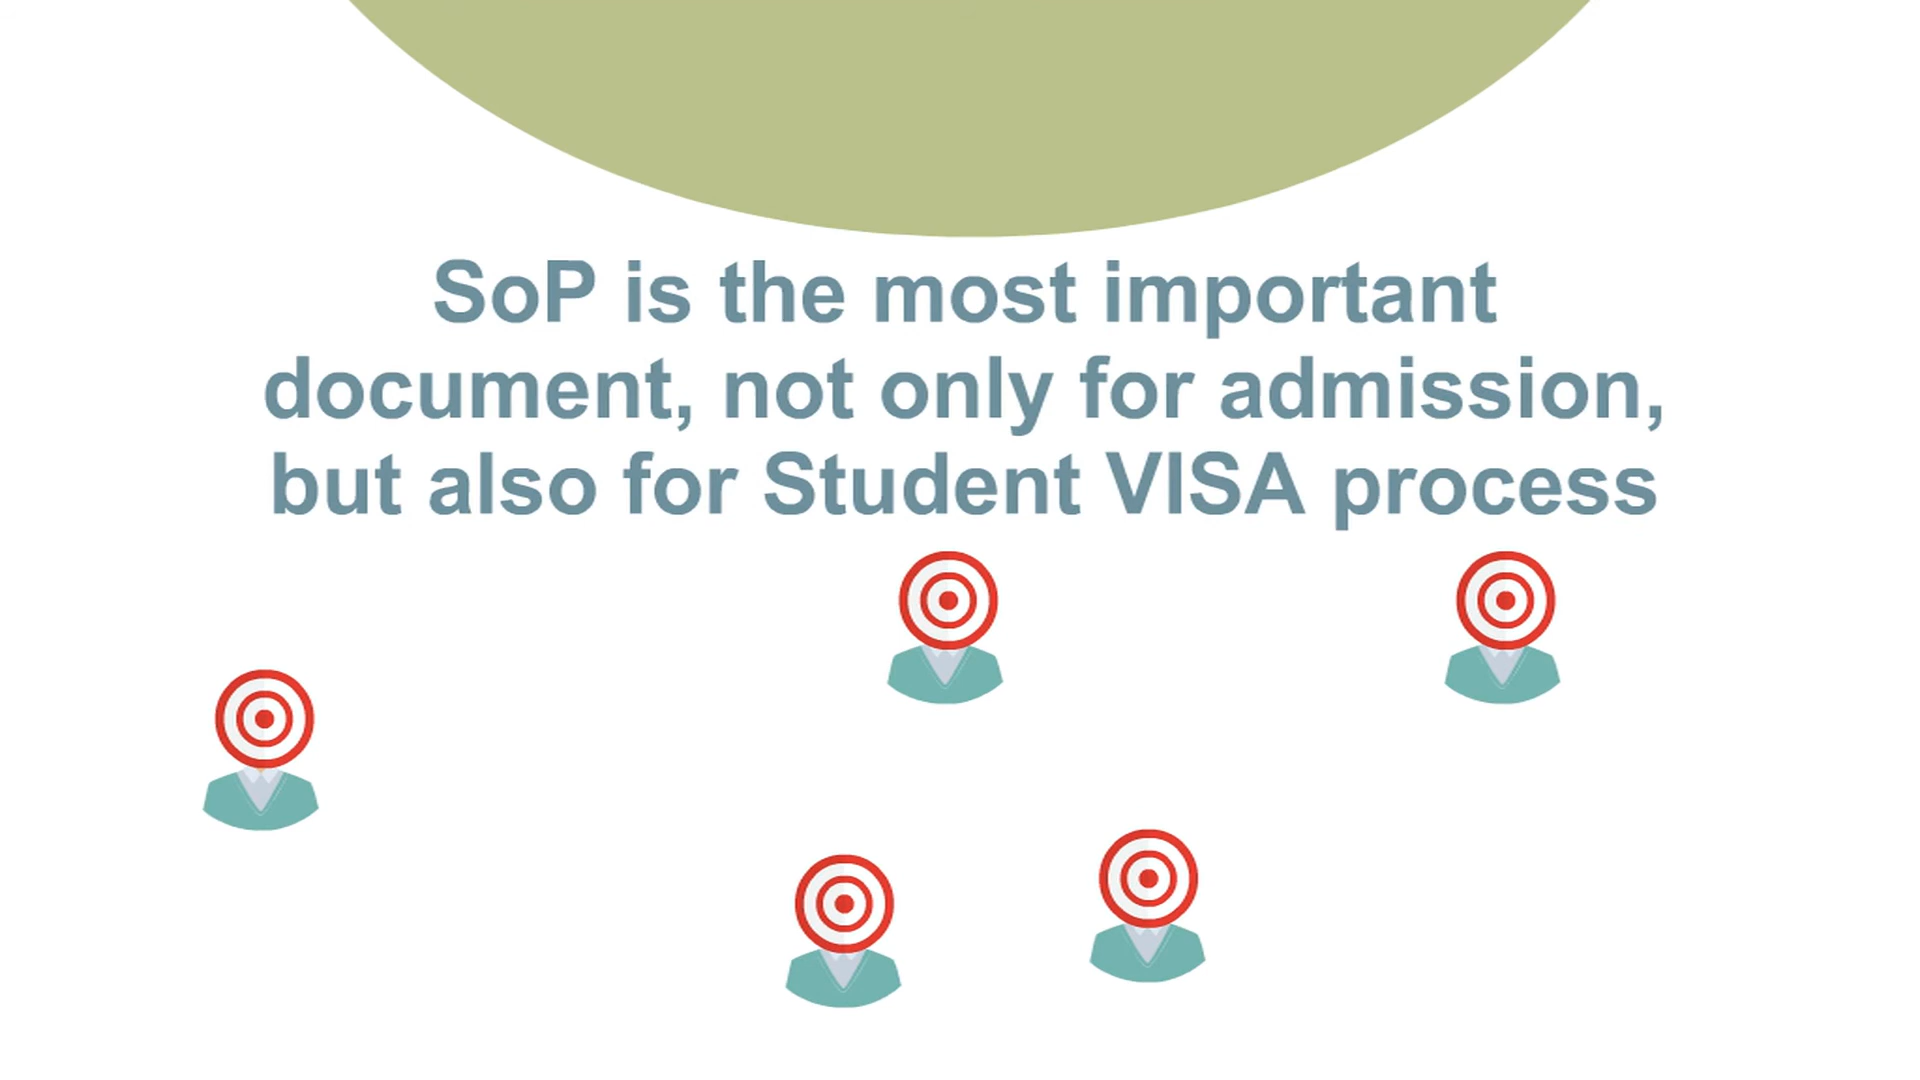 SoP is the most important
document, not only for admission,
but also for Student VISA process